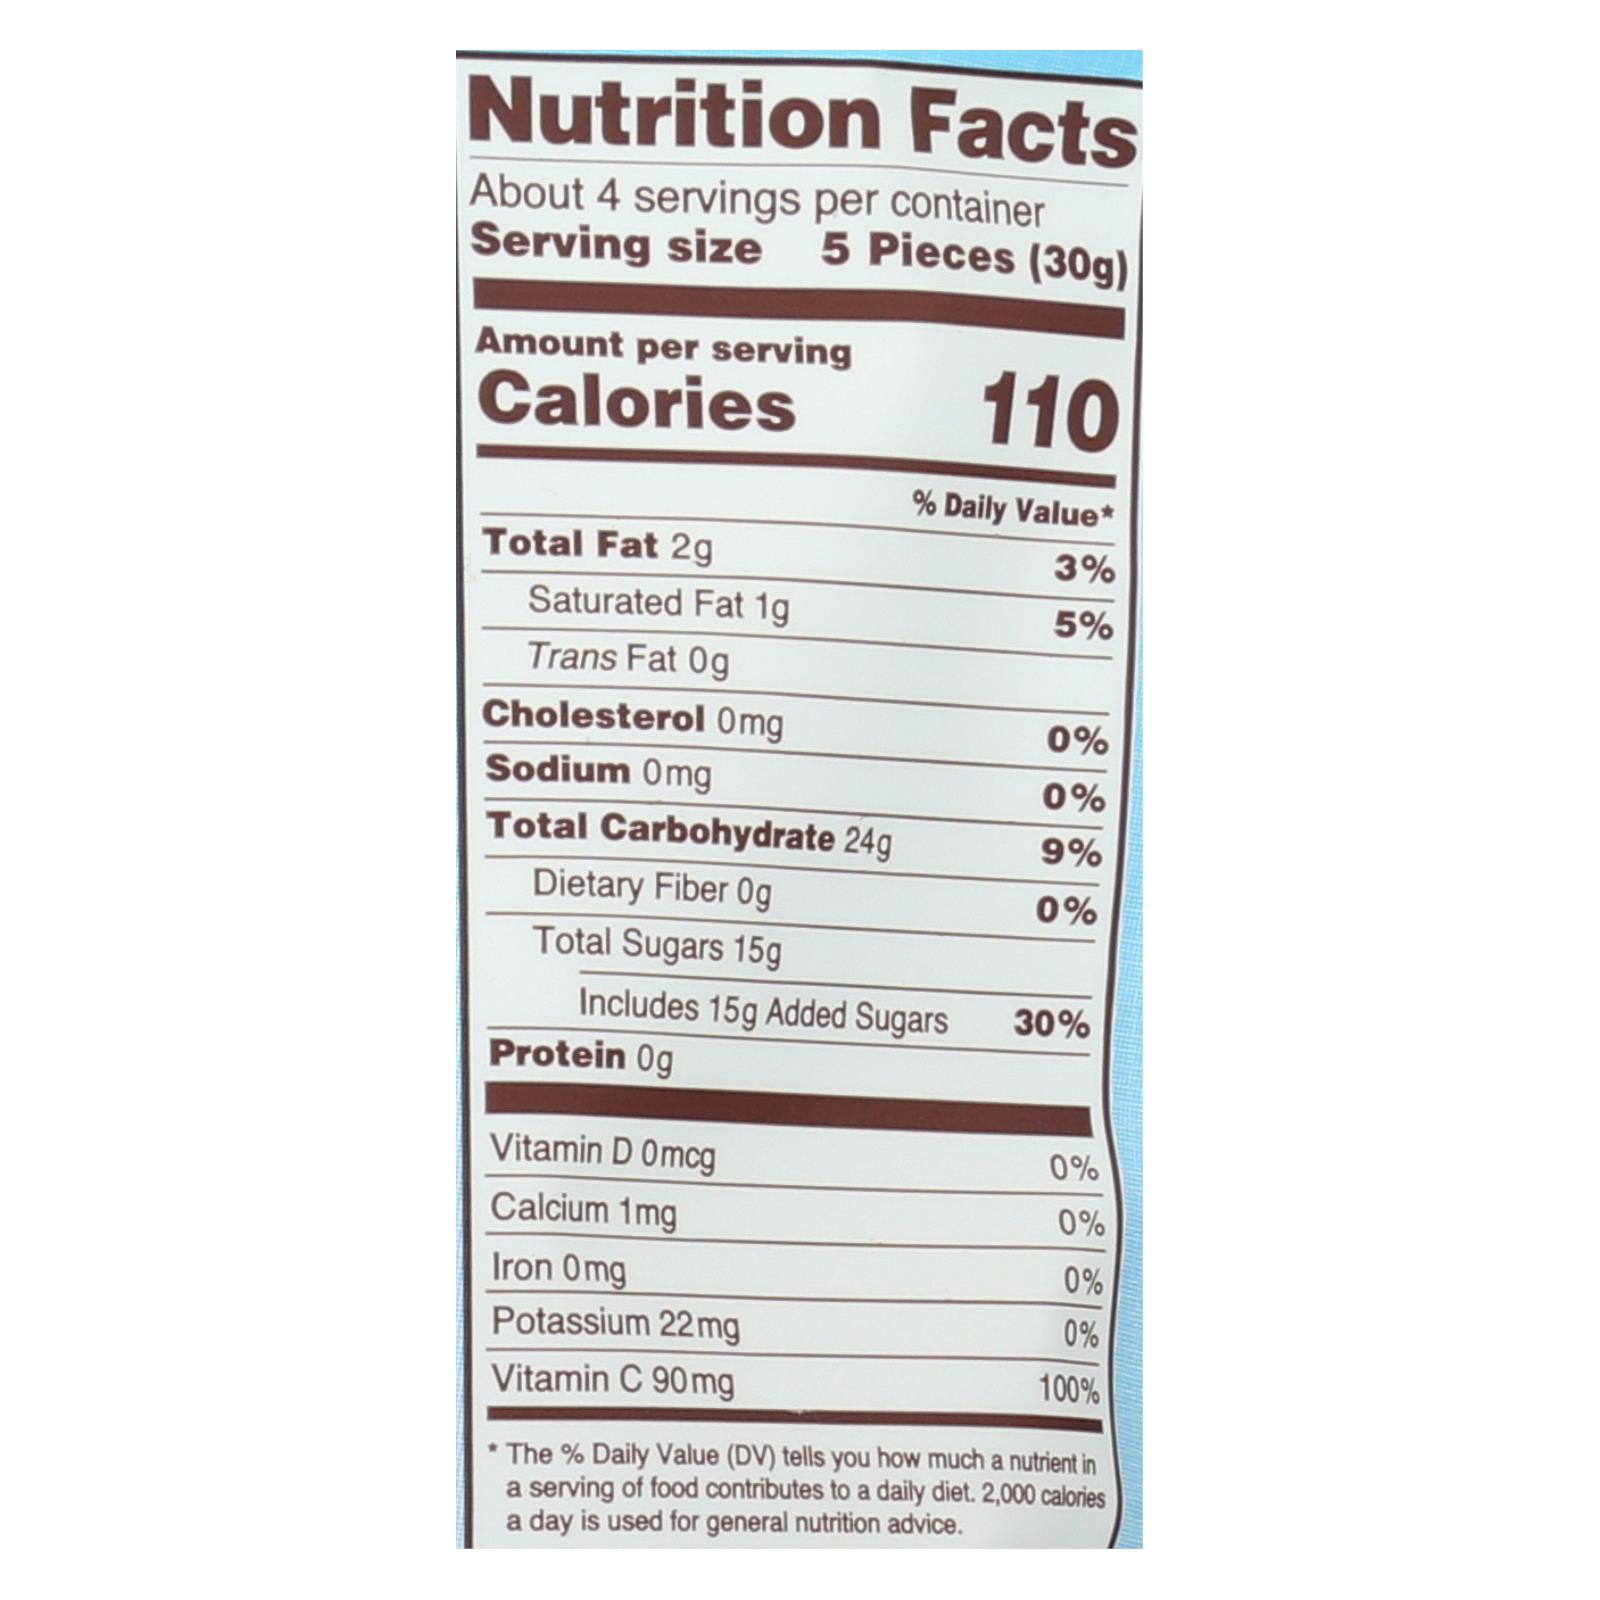 Nutrition Facts
About 4 servings per container
Serving size 5 Pieces (30g)
Amount per serving
Calories 110
% Daily Value*
Total Fat 2g 3%
Saturated Fat 1g 5%
Trans Fat 0g
Cholesterol 0mg 0%
Sodium 0mg 0%
Total Carbohydrate 24g 9%
Dietary Fiber 0g 0%
Total Sugars 15g
Includes 15g Added Sugars 30%
Protein 0g
Vitamin D 0mcg 0%
Calcium 1mg 0%
Iron 0mg 0%
Potassium 22mg 0%
Vitamin C 90mg 100%
* The % Daily Value (DV) tells you how much a nutrient in
a serving of food contributes to a daily diet. 2,000 calories
a day is used for general nutrition advice.